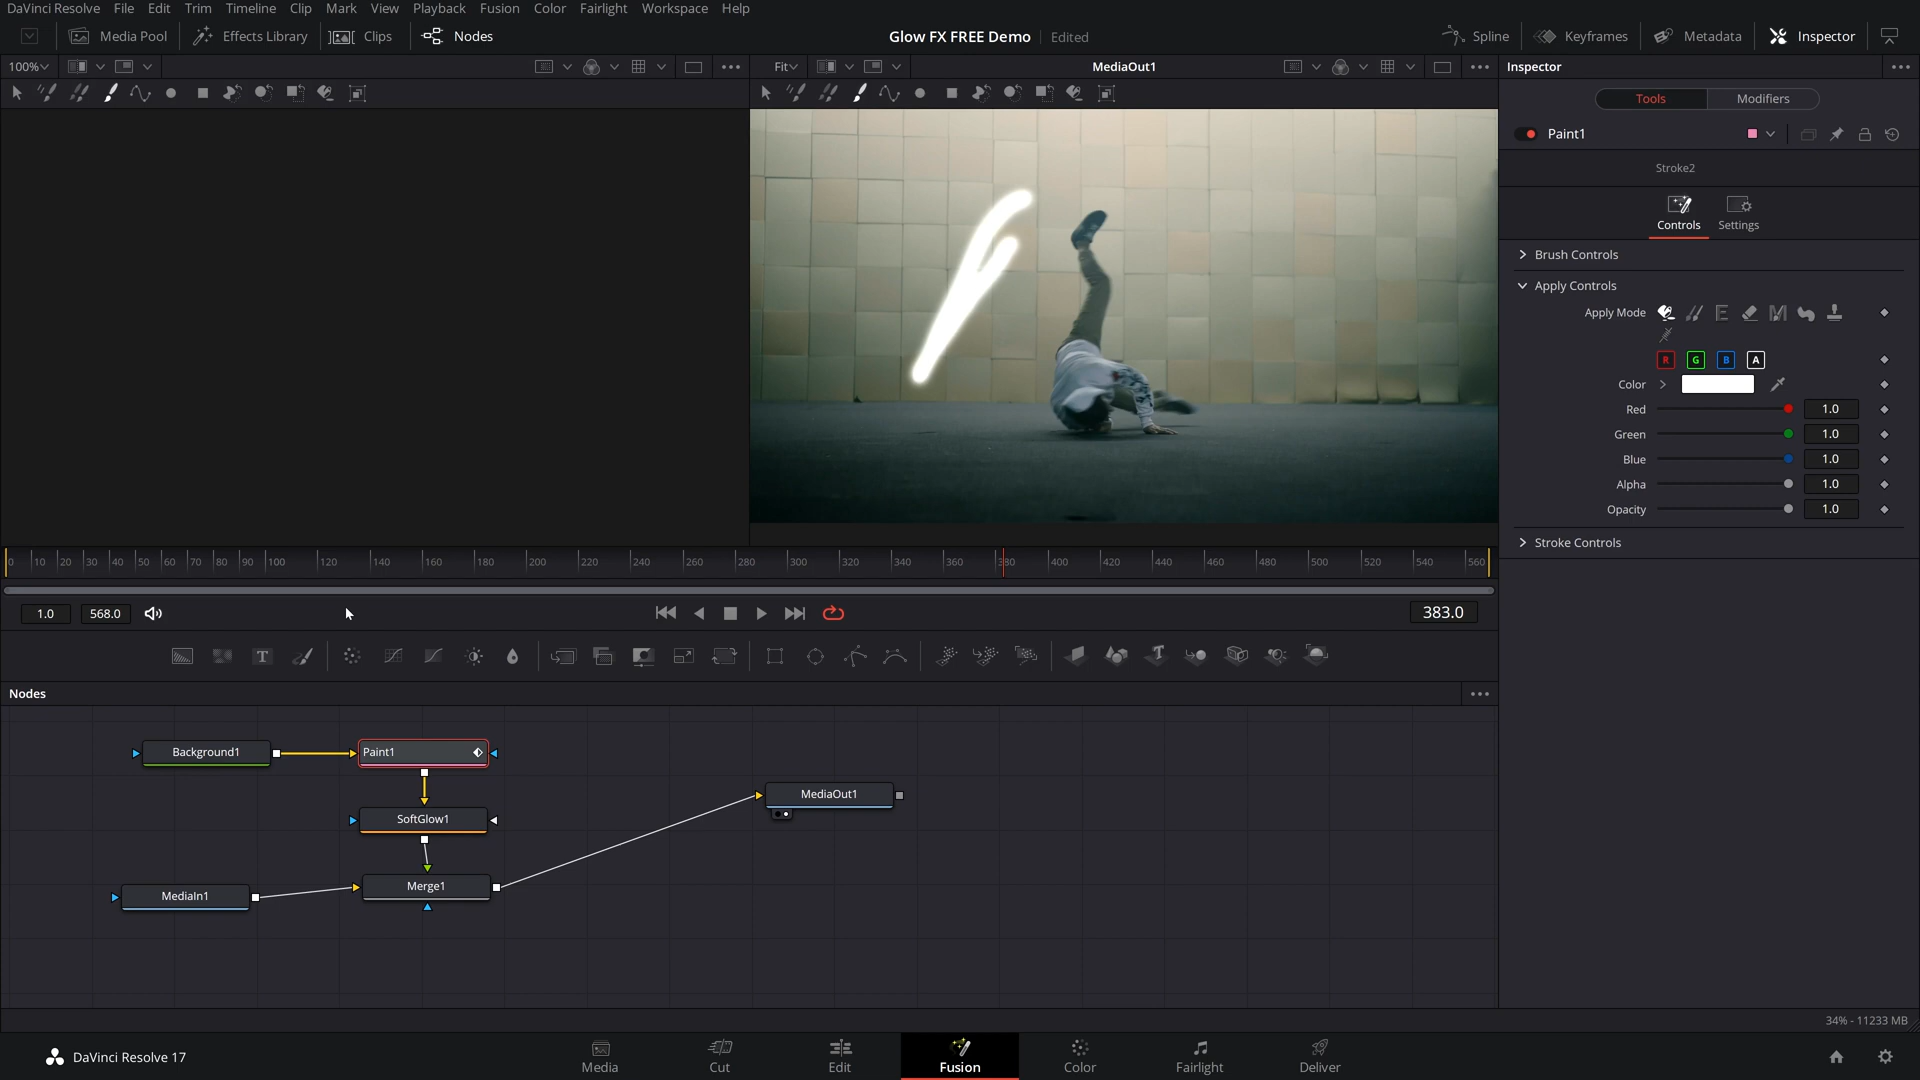 DaVinci Resolve File Edit Trim Timeline Clip Mark View Playback Fusion Color Fairlight Workspace Help
Media Pool Effects Library Clips Nodes Glow FX FREE Demo Edited Spline Keyframes Metadata Inspector
100% Fit MediaOut1 Inspector
Tools Modifiers
Paint1
Stroke2
Controls Settings
Brush Controls
Apply Controls
Apply Mode
R G B A
Color
Red 1.0
Green 1.0
Blue 1.0
Alpha 1.0
Opacity 1.0
Stroke Controls
0 10 20 30 40 50 60 70 80 90 100 120 140 160 180 200 220 240 260 280 300 320 340 360 380 400 420 440 460 480 500 520 540 560
1.0 568.0 383.0
T
Nodes
Background1 Paint1
MediaOut1
SoftGlow1
Merge1
MediaIn1
34% - 11233 MB
DaVinci Resolve 17 Media Cut Edit Fusion Color Fairlight Deliver